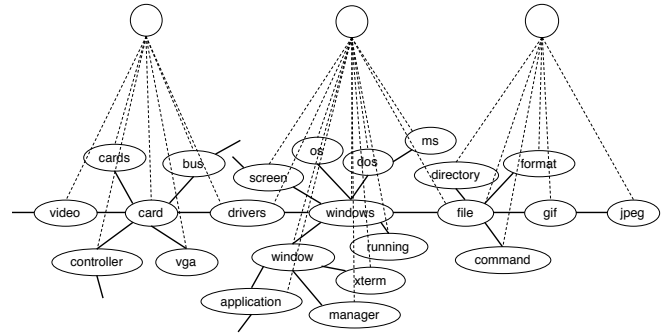 ms
os
cards
bus
dos
screen
directory
format
video
card
drivers
windows
file
gif
jpeg
running
controller
vga
window
command
xterm
application
manager